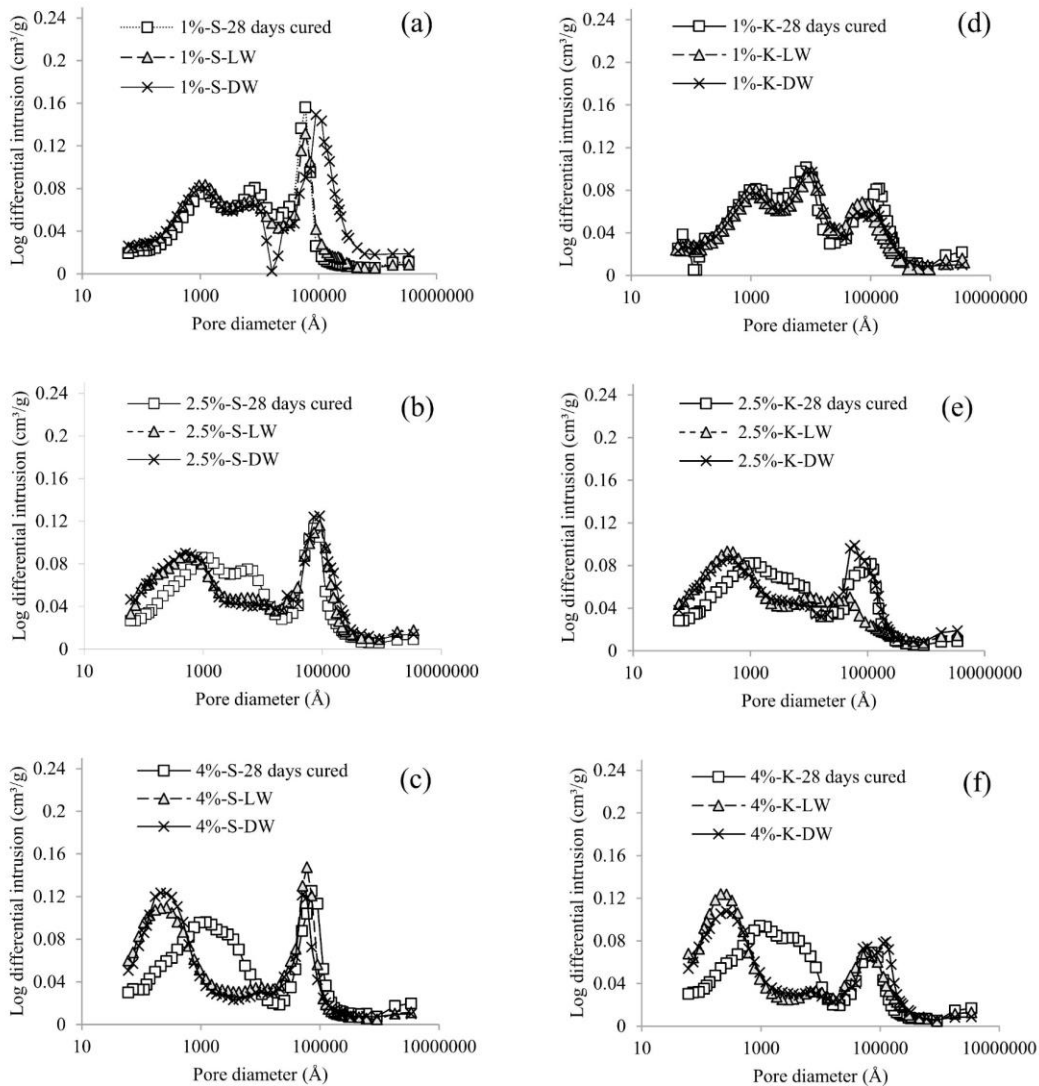 0.24
0.2
0.16
0.12
0.08
0.04
0
10
1000
100000
10000000
Log differential intrusion (cm³/g)
Pore diameter (Å)
1%-S-28 days cured
1%-S-LW
1%-S-DW
(a)
0.24
0.2
0.16
0.12
0.08
0.04
0
10
1000
100000
10000000
Log differential intrusion (cm³/g)
Pore diameter (Å)
1%-K-28 days cured
1%-K-LW
1%-K-DW
(d)
0.24
0.2
0.16
0.12
0.08
0.04
0
10
1000
100000
10000000
Log differential intrusion (cm³/g)
Pore diameter (Å)
2.5%-S-28 days cured
2.5%-S-LW
2.5%-S-DW
(b)
0.24
0.2
0.16
0.12
0.08
0.04
0
10
1000
100000
10000000
Log differential intrusion (cm³/g)
Pore diameter (Å)
2.5%-K-28 days cured
2.5%-K-LW
2.5%-K-DW
(e)
0.24
0.2
0.16
0.12
0.08
0.04
0
10
1000
100000
10000000
Log differential intrusion (cm³/g)
Pore diameter (Å)
4%-S-28 days cured
4%-S-LW
4%-S-DW
(c)
0.24
0.2
0.16
0.12
0.08
0.04
0
10
1000
100000
10000000
Log differential intrusion (cm³/g)
Pore diameter (Å)
4%-K-28 days cured
4%-K-LW
4%-K-DW
(f)